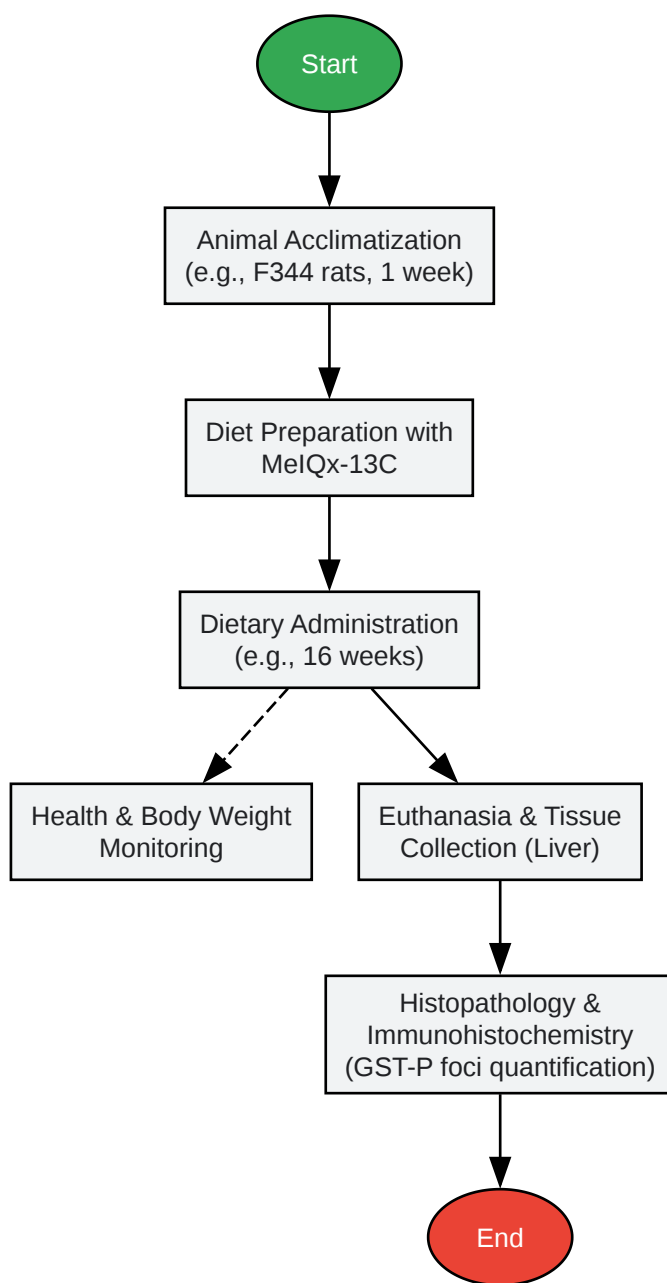 Start
Animal Acclimatization
(e.g., F344 rats, 1 week)
Diet Preparation with
MeIQx-13C
Dietary Administration
(e.g., 16 weeks)
Health & Body Weight
Monitoring
Euthanasia & Tissue
Collection (Liver)
Histopathology &
Immunohistochemistry
(GST-P foci quantification)
End